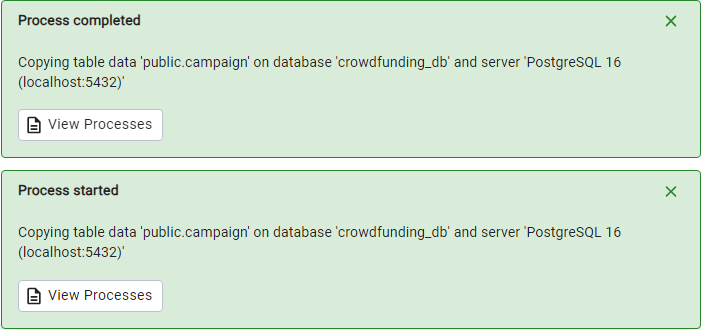 Process completed
Copying table data 'public.campaign' on database 'crowdfunding_db' and server 'PostgreSQL 16
(localhost:5432)'
View Processes
Process started
Copying table data 'public.campaign' on database 'crowdfunding_db' and server 'PostgreSQL 16
(localhost:5432)'
View Processes